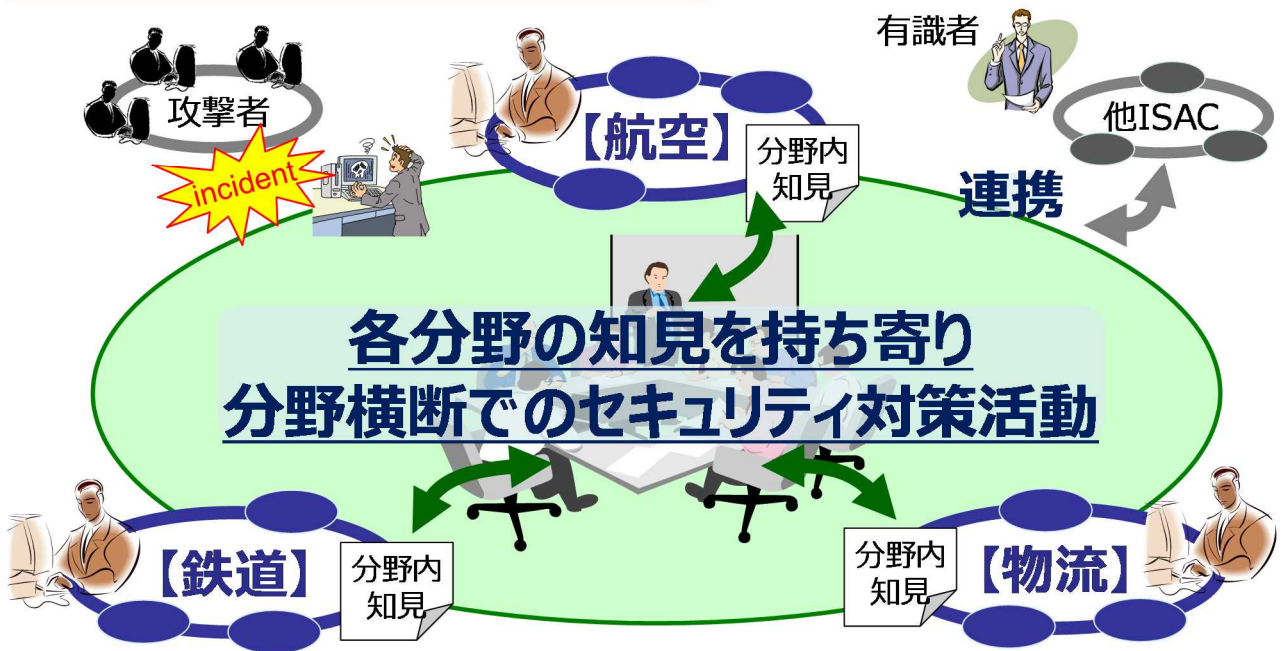 有識者
攻撃者
incident
【航空】
分野内
知見
他ISAC
連携
各分野の知見を持ち寄り
分野横断でのセキュリティ対策活動
【鉄道】
分野内
知見
分野内
知見
【物流】